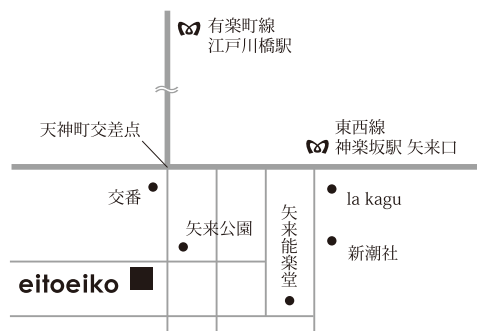 有楽町線
江戸川橋駅
天神町交差点
東西線
神楽坂駅 矢来口
交番
la kagu
矢来公園
矢来能楽堂
新潮社
eitoeiko